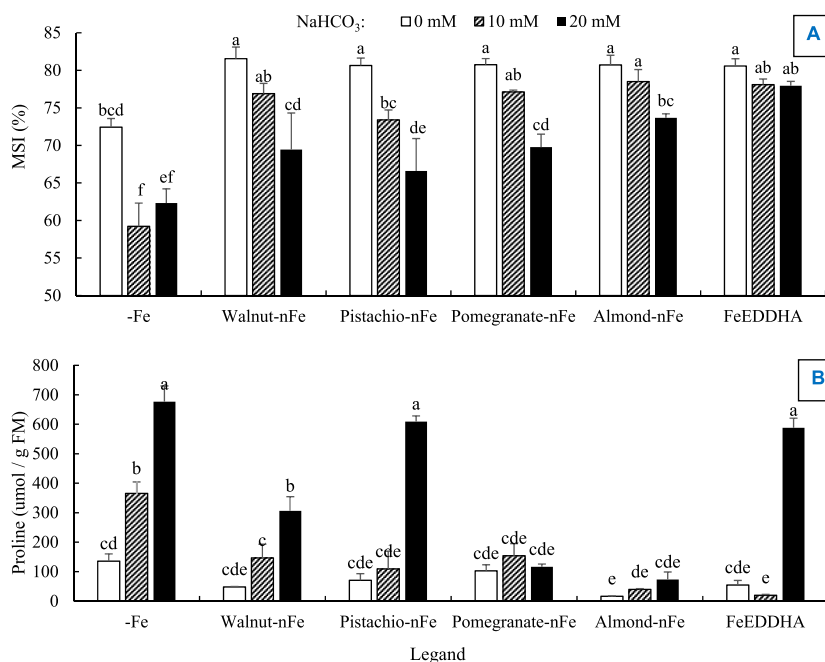 NaHCO₃: 0 mM 10 mM 20 mM
A
85
80
75
70
65
60
55
50
MSI (%)
bcd f ef a ab cd a bc de a ab cd a a bc a ab ab
-Fe Walnut-nFe Pistachio-nFe Pomegranate-nFe Almond-nFe FeEDDHA
B
800
700
600
500
400
300
200
100
0
Proline (umol / g FM)
cd b a cde c b cde cde a cde cde cde e de cde cde e a
-Fe Walnut-nFe Pistachio-nFe Pomegranate-nFe Almond-nFe FeEDDHA
Legand